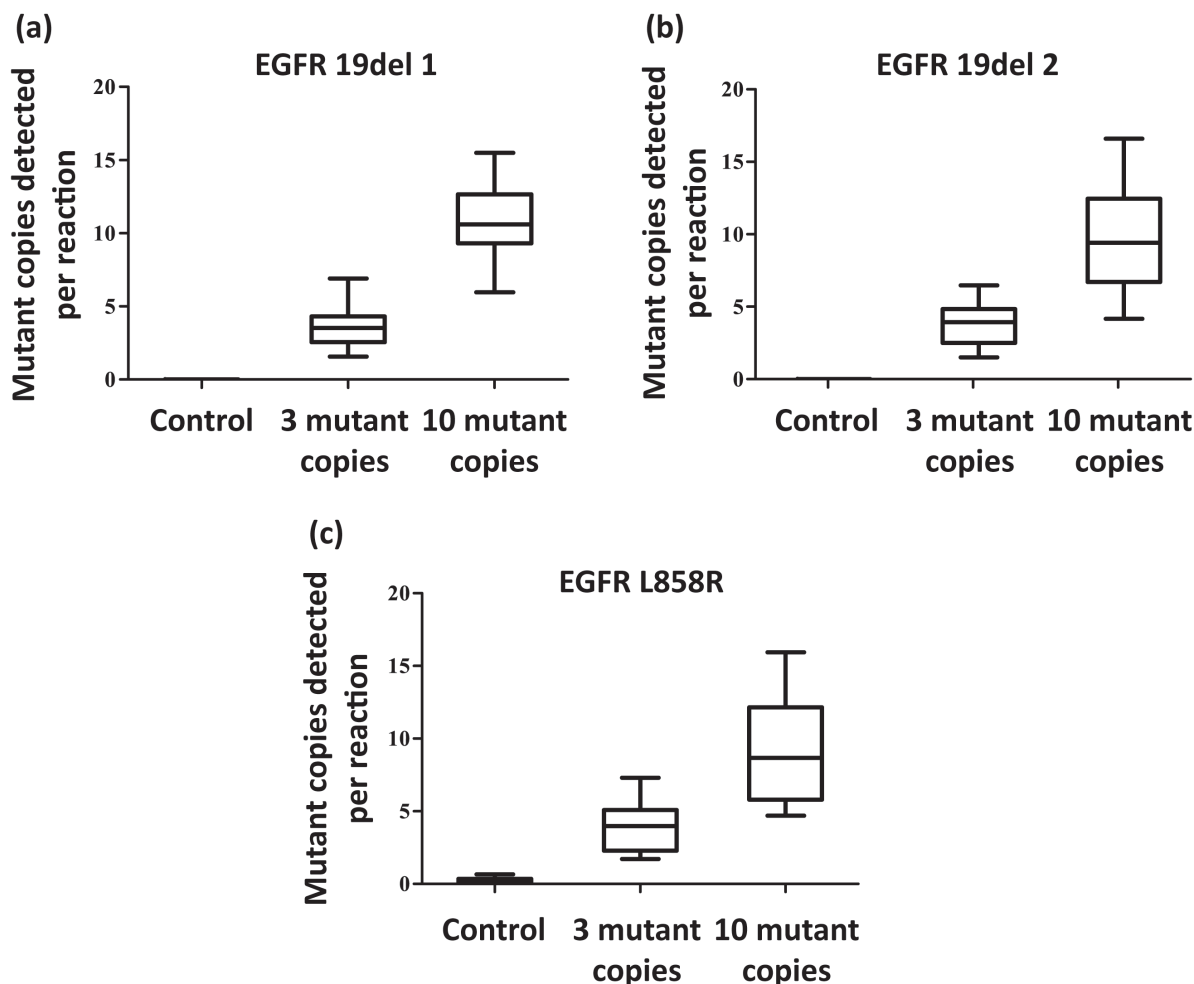 (a)
EGFR 19del 1
Mutant copies detected
per reaction
20
15
10
5
0
Control
3 mutant
copies
10 mutant
copies
(b)
EGFR 19del 2
Mutant copies detected
per reaction
20
15
10
5
0
Control
3 mutant
copies
10 mutant
copies
(c)
EGFR L858R
Mutant copies detected
per reaction
20
15
10
5
0
Control
3 mutant
copies
10 mutant
copies